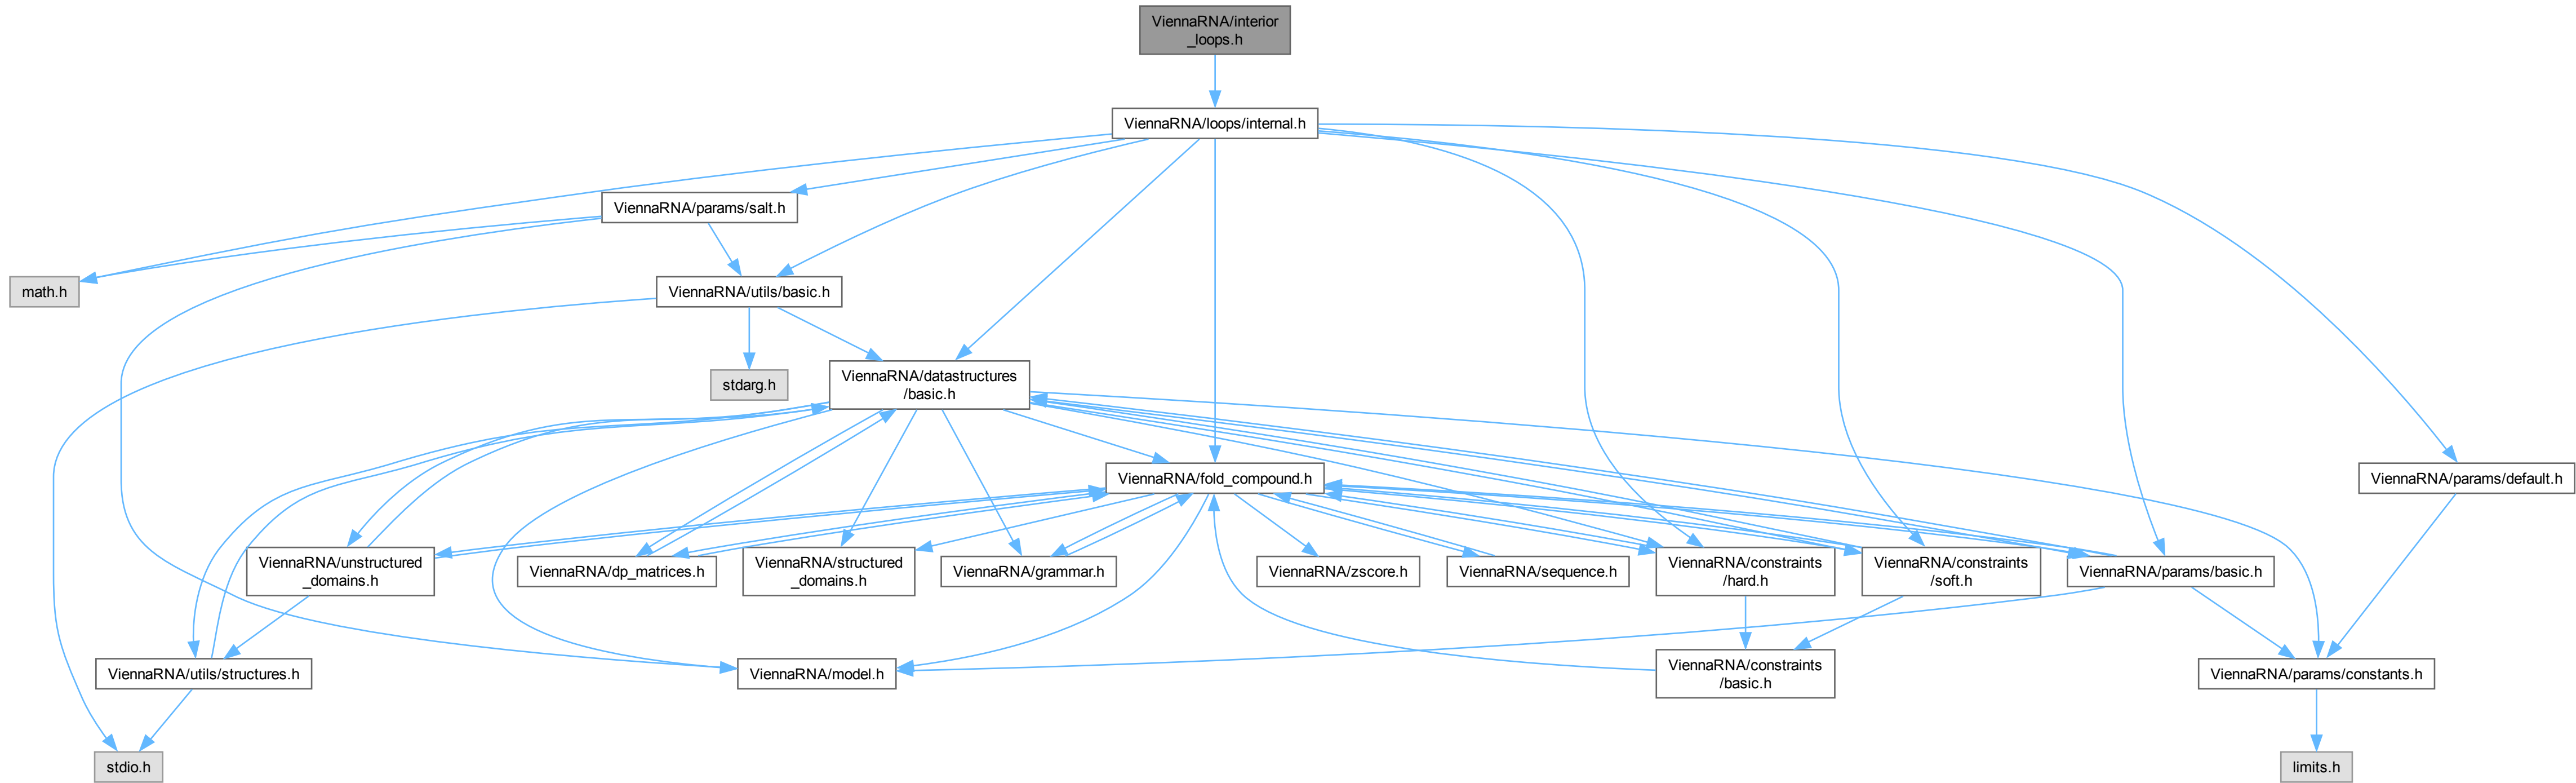 ViennaRNA/interior
_loops.h
ViennaRNA/loops/internal.h
ViennaRNA/params/salt.h
math.h
ViennaRNA/utils/basic.h
stdarg.h
ViennaRNA/datastructures
/basic.h
ViennaRNA/fold_compound.h
ViennaRNA/params/default.h
ViennaRNA/unstructured
_domains.h
ViennaRNA/dp_matrices.h
ViennaRNA/structured
_domains.h
ViennaRNA/grammar.h
ViennaRNA/zscore.h
ViennaRNA/sequence.h
ViennaRNA/constraints
/hard.h
ViennaRNA/constraints
/soft.h
ViennaRNA/params/basic.h
ViennaRNA/utils/structures.h
ViennaRNA/model.h
ViennaRNA/constraints
/basic.h
ViennaRNA/params/constants.h
stdio.h
limits.h